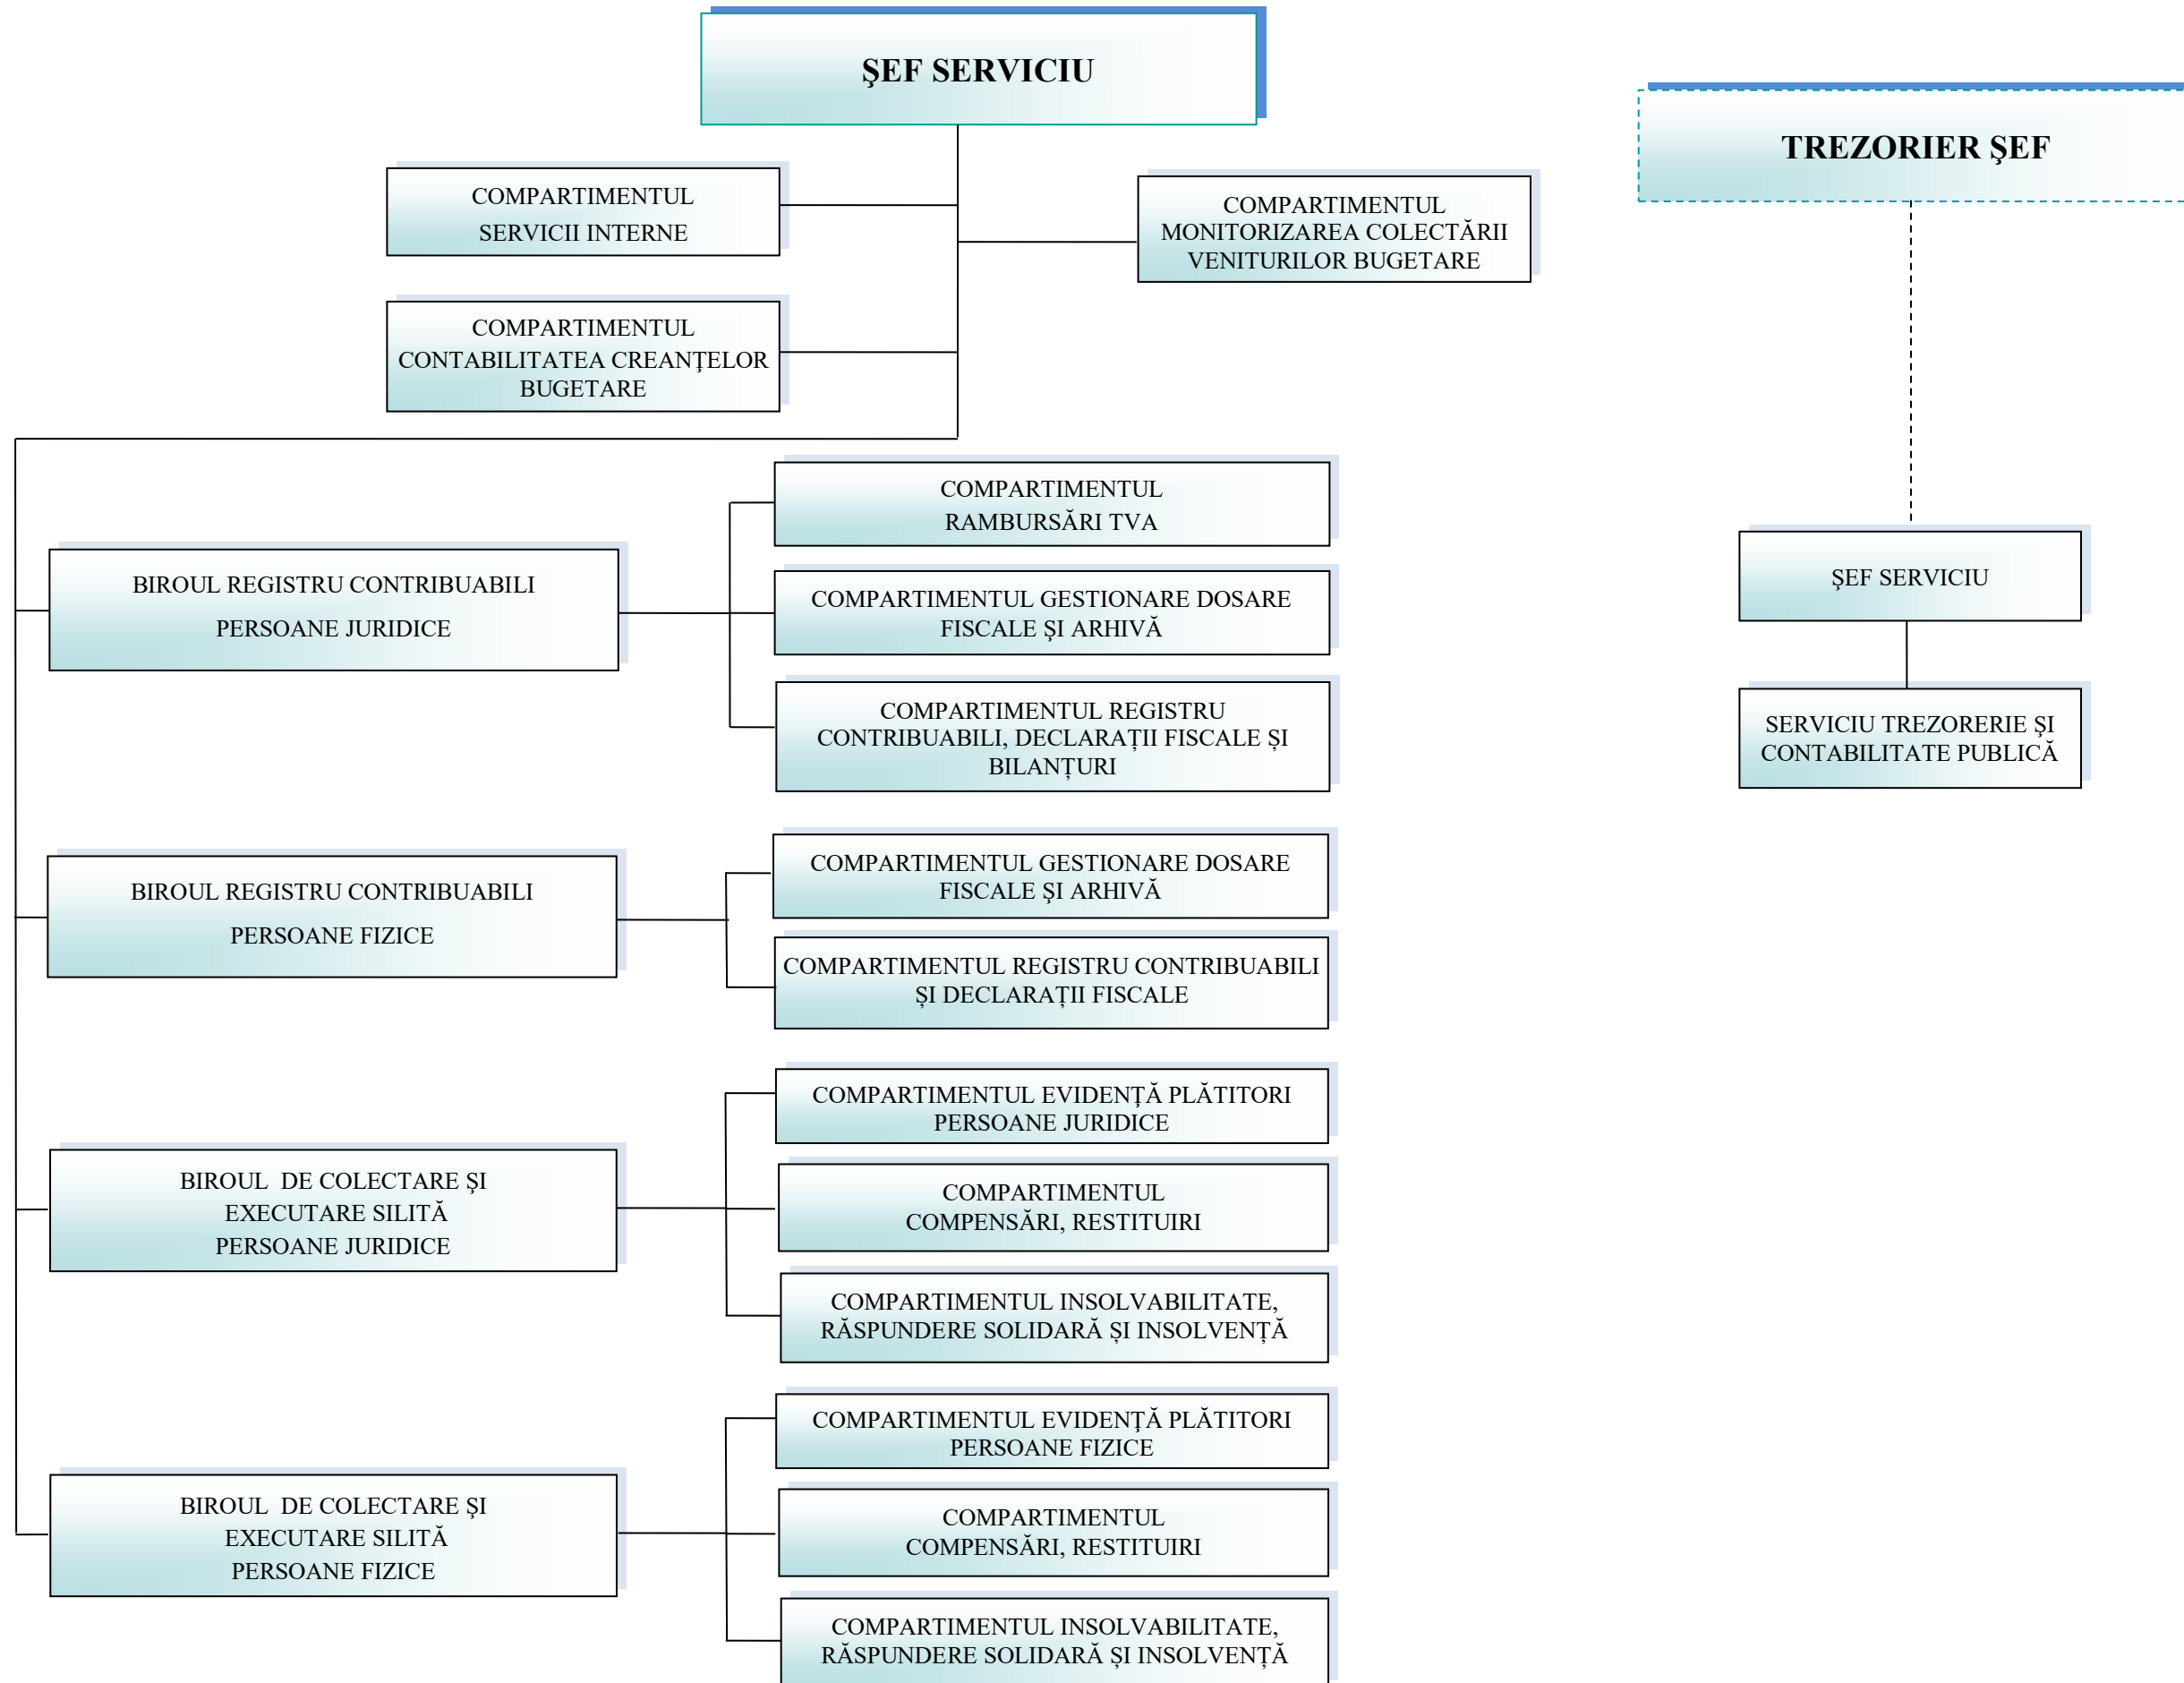 ŞEF SERVICIU
TREZORIER ŞEF
COMPARTIMENTUL
SERVICII INTERNE
COMPARTIMENTUL
MONITORIZAREA COLECTĂRII
VENITURILOR BUGETARE
COMPARTIMENTUL
CONTABILITATEA CREANŢELOR
BUGETARE
BIROUL REGISTRU CONTRIBUABILI
PERSOANE JURIDICE
COMPARTIMENTUL
RAMBURSĂRI TVA
COMPARTIMENTUL GESTIONARE DOSARE
FISCALE ŞI ARHIVĂ
COMPARTIMENTUL REGISTRU
CONTRIBUABILI, DECLARAȚII FISCALE ȘI
BILANȚURI
ŞEF SERVICIU
SERVICIU TREZORERIE ŞI
CONTABILITATE PUBLICĂ
BIROUL REGISTRU CONTRIBUABILI
PERSOANE FIZICE
COMPARTIMENTUL GESTIONARE DOSARE
FISCALE ŞI ARHIVĂ
COMPARTIMENTUL REGISTRU CONTRIBUABILI
ȘI DECLARAȚII FISCALE
BIROUL  DE COLECTARE ŞI
EXECUTARE SILITĂ
PERSOANE JURIDICE
COMPARTIMENTUL EVIDENŢĂ PLĂTITORI
PERSOANE JURIDICE
COMPARTIMENTUL
COMPENSĂRI, RESTITUIRI
COMPARTIMENTUL INSOLVABILITATE,
RĂSPUNDERE SOLIDARĂ ȘI INSOLVENȚĂ
BIROUL  DE COLECTARE ŞI
EXECUTARE SILITĂ
PERSOANE FIZICE
COMPARTIMENTUL EVIDENŢĂ PLĂTITORI
PERSOANE FIZICE
COMPARTIMENTUL
COMPENSĂRI, RESTITUIRI
COMPARTIMENTUL INSOLVABILITATE,
RĂSPUNDERE SOLIDARĂ ȘI INSOLVENȚĂ